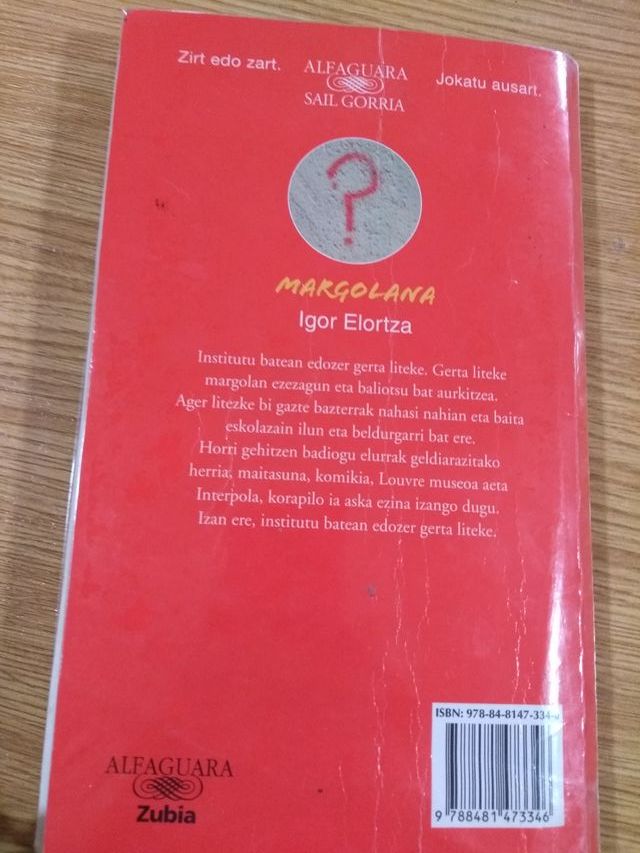 Zirt edo zart.
ALFAGUARA
SAIL GORRIA
Jokatu ausart.
?
MARGOLANA
Igor Elortza
Institutu batean edozer gerta liteke. Gerta liteke
margolan ezezagun eta baliotsu bat aurkitzea.
Ager litezke bi gazte bazterrak nahasi nahian eta baita
eskolazain ilun eta beldurgarri bat ere.
Horri gehitzen badiogu elurrak geldiarazitako
herria, maitasuna, komikia, Louvre museoa aeta
Interpola, korapilo ia aska ezina izango dugu.
Izan ere, institutu batean edozer gerta liteke.
ISBN: 978-84-8147-334-
9 788481 473346
ALFAGUARA
Zubia